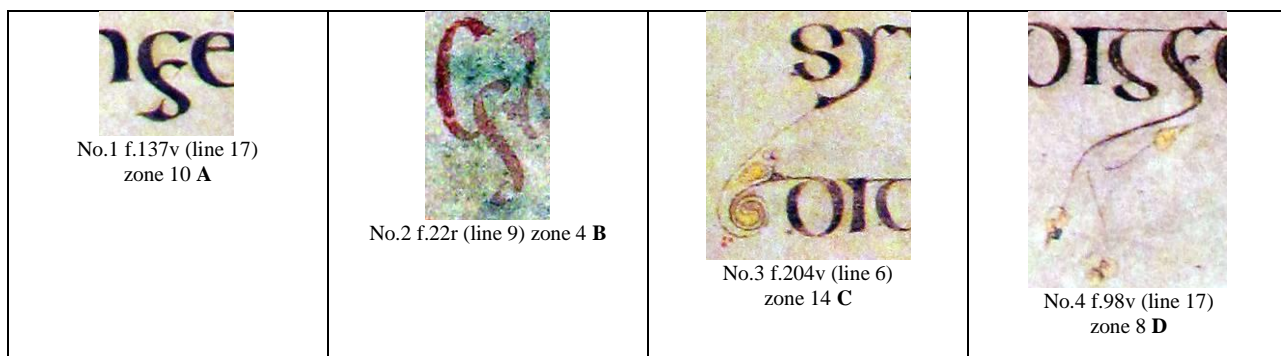 No.1 f.137v (line 17)
zone 10 A
No.2 f.22r (line 9) zone 4 B
No.3 f.204v (line 6)
zone 14 C
No.4 f.98v (line 17)
zone 8 D